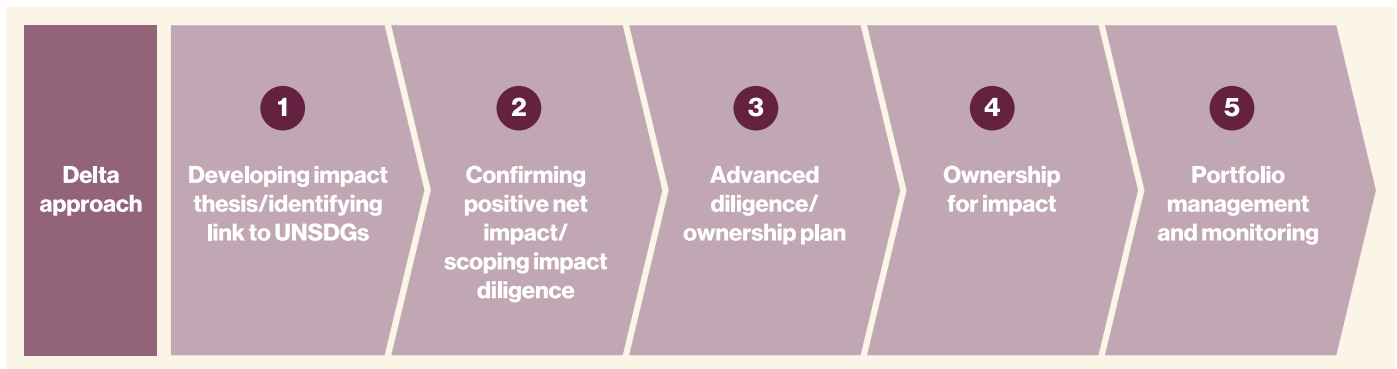 Delta
approach
1
Developing impact
thesis/identifying
link to UNSDGs
2
Confirming
positive net
impact/
scoping impact
diligence
3
Advanced
diligence/
ownership plan
4
Ownership
for impact
5
Portfolio
management
and monitoring